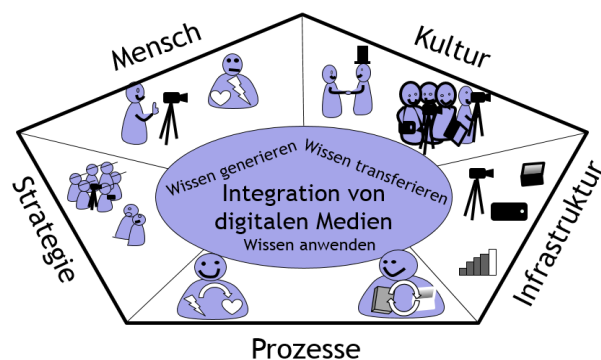 Mensch
Kultur
Strategie
Infrastruktur
Prozesse
Wissen generieren
Wissen transferieren
Integration von
digitalen Medien
Wissen anwenden